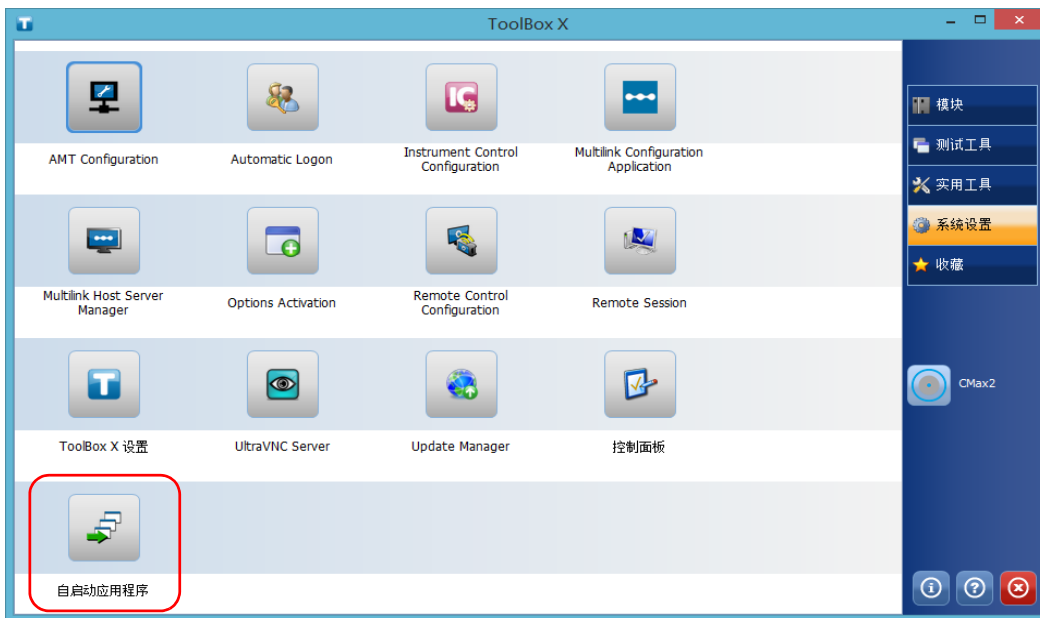 ToolBox X
AMT Configuration
Automatic Logon
Instrument Control
Configuration
Multilink Configuration
Application
Multilink Host Server
Manager
Options Activation
Remote Control
Configuration
Remote Session
ToolBox X 设置
UltraVNC Server
Update Manager
控制面板
自启动应用程序
模块
测试工具
实用工具
系统设置
收藏
CMax2